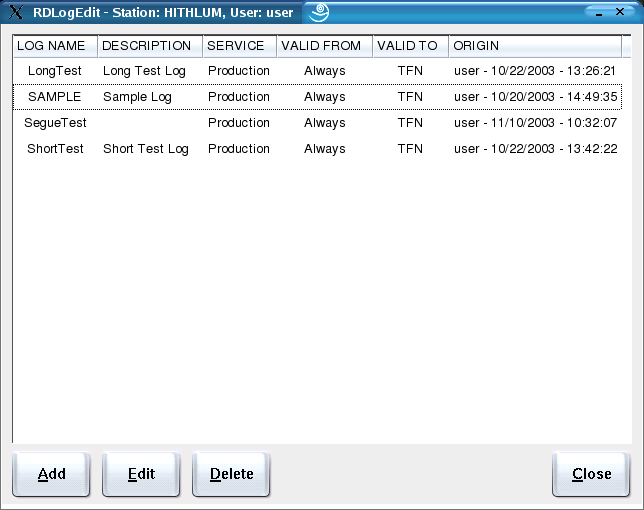 RDLogEdit - Station: HITHLUM, User: user
LOG NAME DESCRIPTION SERVICE VALID FROM VALID TO ORIGIN
LongTest Long Test Log Production Always TFN user - 10/22/2003 - 13:26:21
SAMPLE Sample Log Production Always TFN user - 10/20/2003 - 14:49:35
SegueTest Production Always TFN user - 11/10/2003 - 10:32:07
ShortTest Short Test Log Production Always TFN user - 10/22/2003 - 13:42:22
Add Edit Delete Close